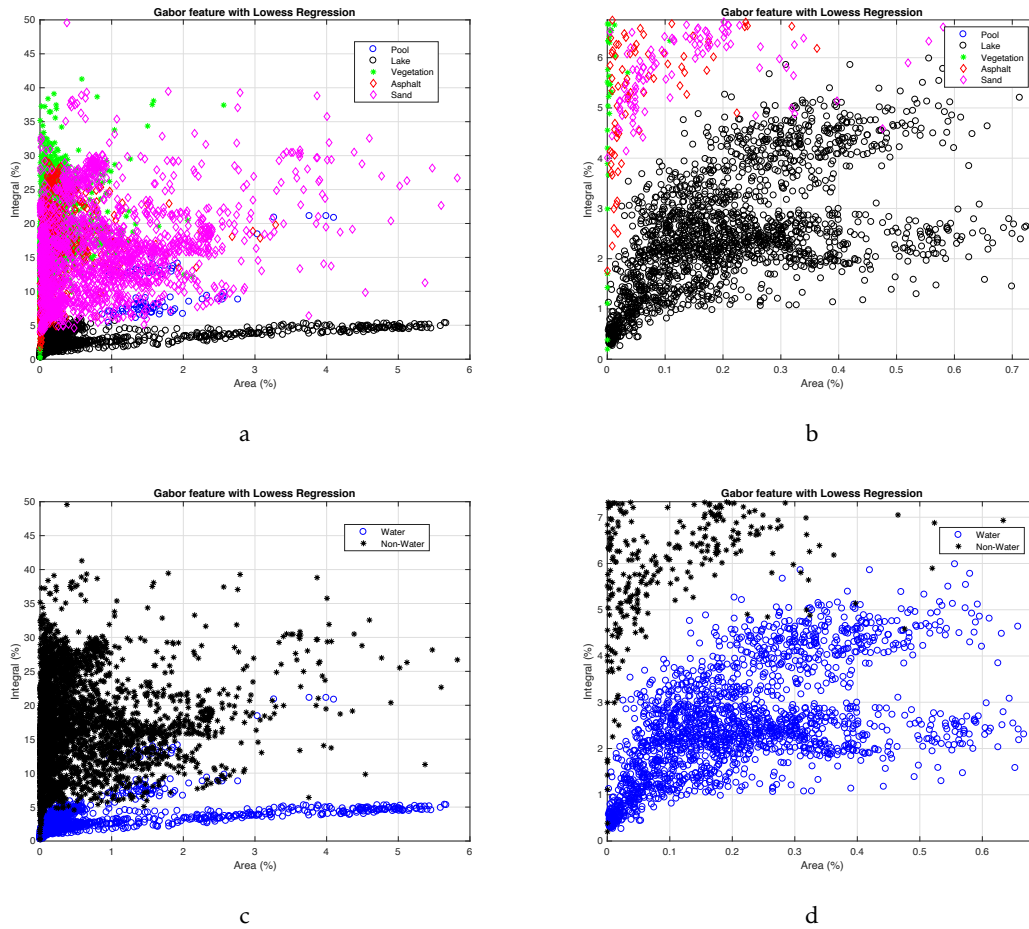 Gabor feature with Lowess Regression
50
45
40
35
30
25
20
15
10
5
0
Integral (%)
0 1 2 3 4 5 6
Area (%)
Pool
Lake
Vegetation
Asphalt
Sand
a
Gabor feature with Lowess Regression
6
5
4
3
2
1
0
Integral (%)
0 0.1 0.2 0.3 0.4 0.5 0.6 0.7
Area (%)
Pool
Lake
Vegetation
Asphalt
Sand
b
Gabor feature with Lowess Regression
50
45
40
35
30
25
20
15
10
5
0
Integral (%)
0 1 2 3 4 5 6
Area (%)
Water
Non-Water
c
Gabor feature with Lowess Regression
7
6
5
4
3
2
1
0
Integral (%)
0 0.1 0.2 0.3 0.4 0.5 0.6
Area (%)
Water
Non-Water
d